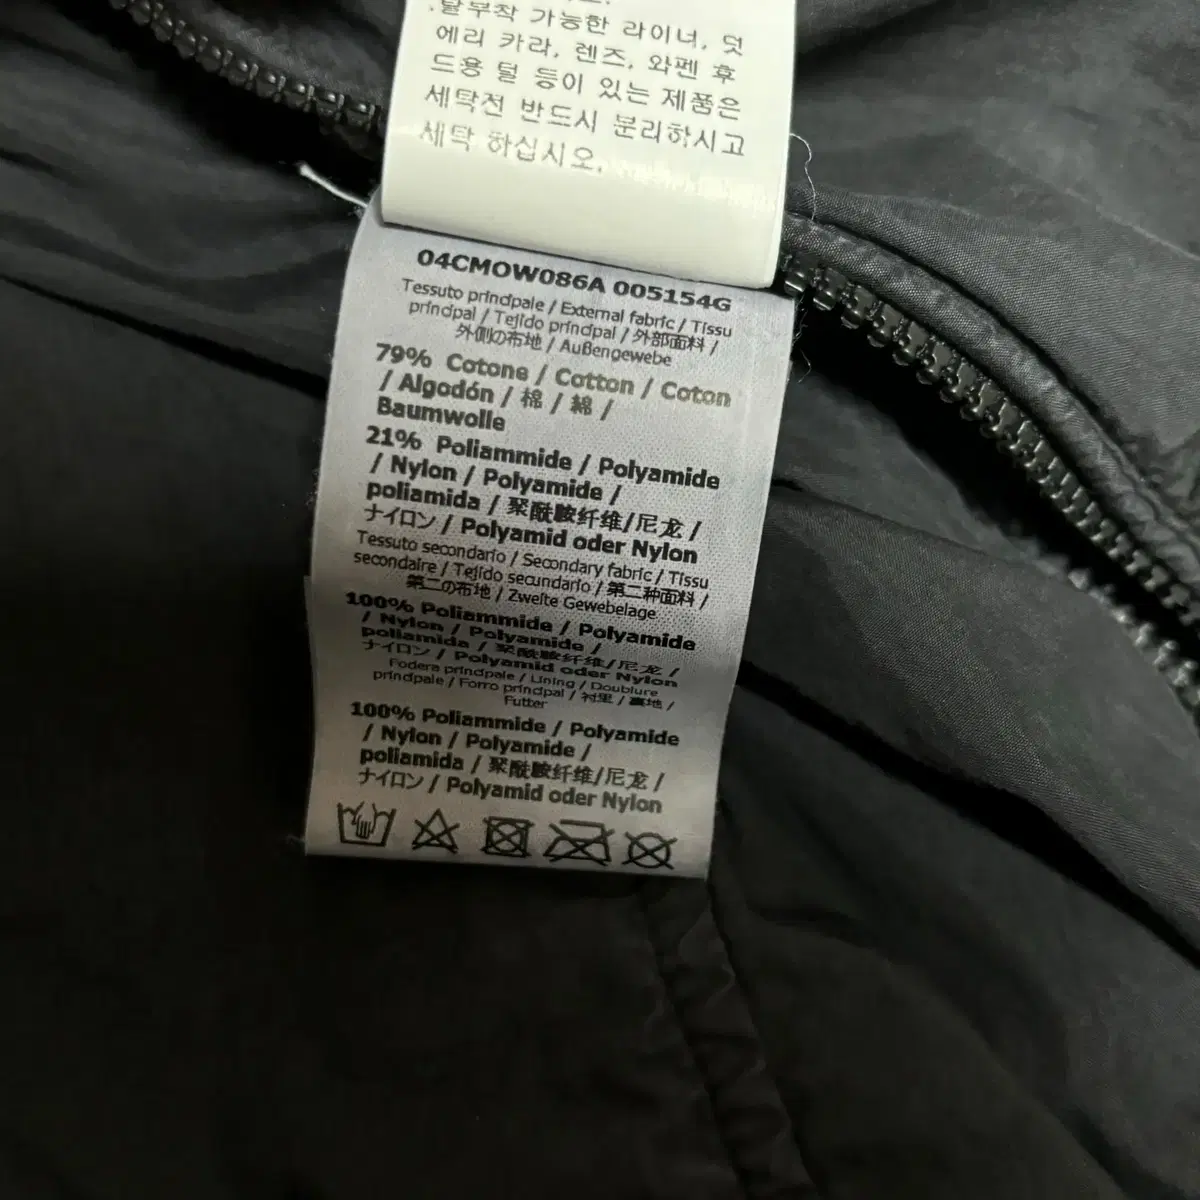 .탈부착 가능한 라이너, 덧
에리 카라, 렌즈, 와펜 후
드용 털 등이 있는 제품은
세탁전 반드시 분리하시고
세탁 하십시오.
04CMOW086A 005154G
Tessuto principale / External fabric / Tissu
principal / Tejido principal / 外部面料 /
外側の布地 / Außengewebe
79% Cotone / Cotton / Coton
/ Algodón / 棉 / 綿 /
Baumwolle
21% Poliammide / Polyamide
/ Nylon / Polyamide /
poliamida / 聚酰胺纤维/尼龙 /
ナイロン / Polyamid oder Nylon
Tessuto secondario / Secondary fabric / Tissu
secondaire / Tejido secundario / 第二种面料 /
第二の布地 / Zweite Gewebelage
100% Poliammide / Polyamide
/ Nylon / Polyamide /
poliamida / 聚酰胺纤维/尼龙 /
ナイロン / Polyamid oder Nylon
Fodera principale / Lining / Doublure
principale / Forro principal / 衬里 / 裏地 /
Futter
100% Poliammide / Polyamide
/ Nylon / Polyamide /
poliamida / 聚酰胺纤维/尼龙 /
ナイロン / Polyamid oder Nylon